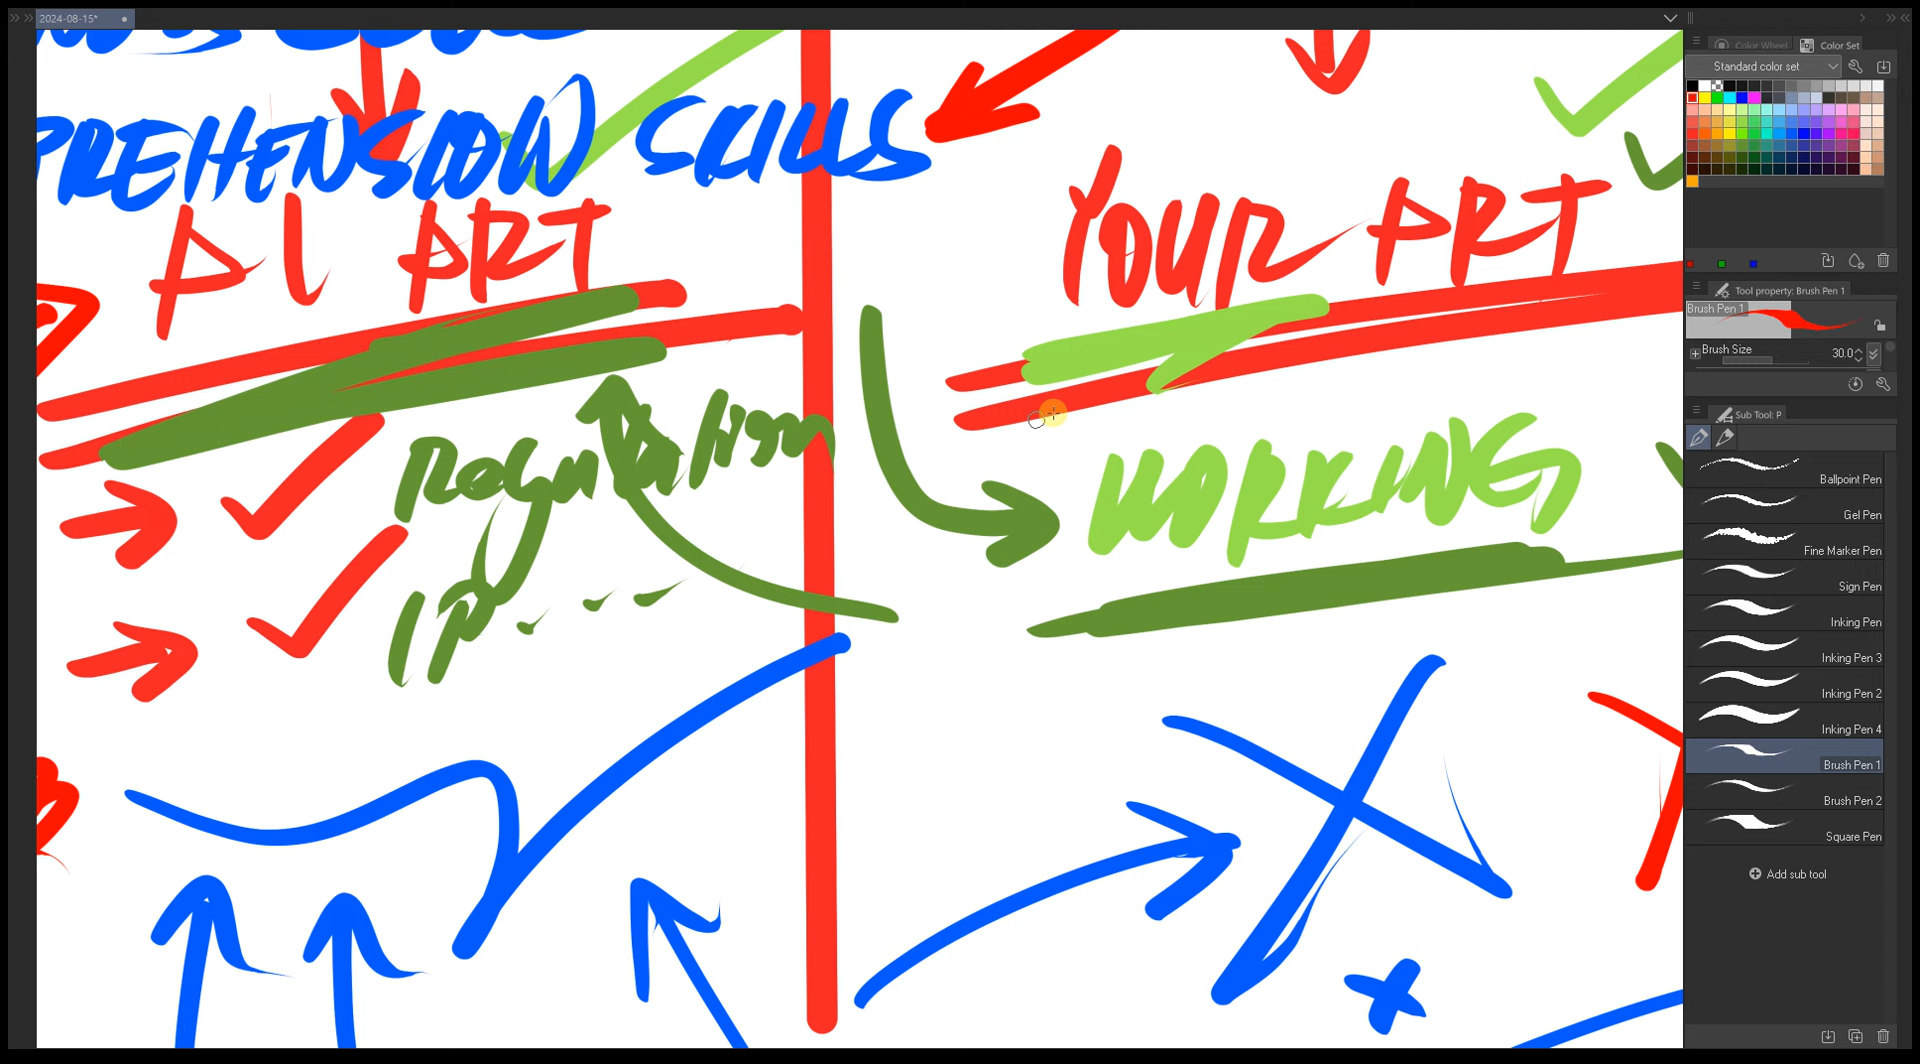 2024-08-15*
Color Wheel
Color Set
Standard color set
PREHENSION SKILLS
AI ART
YOUR ART
Regulation
IP....
WORKING
Tool property: Brush Pen 1
Brush Pen 1
Brush Size
30.0
Sub Tool: P
Ballpoint Pen
Gel Pen
Fine Marker Pen
Sign Pen
Inking Pen
Inking Pen 3
Inking Pen 2
Inking Pen 4
Brush Pen 1
Brush Pen 2
Square Pen
Add sub tool